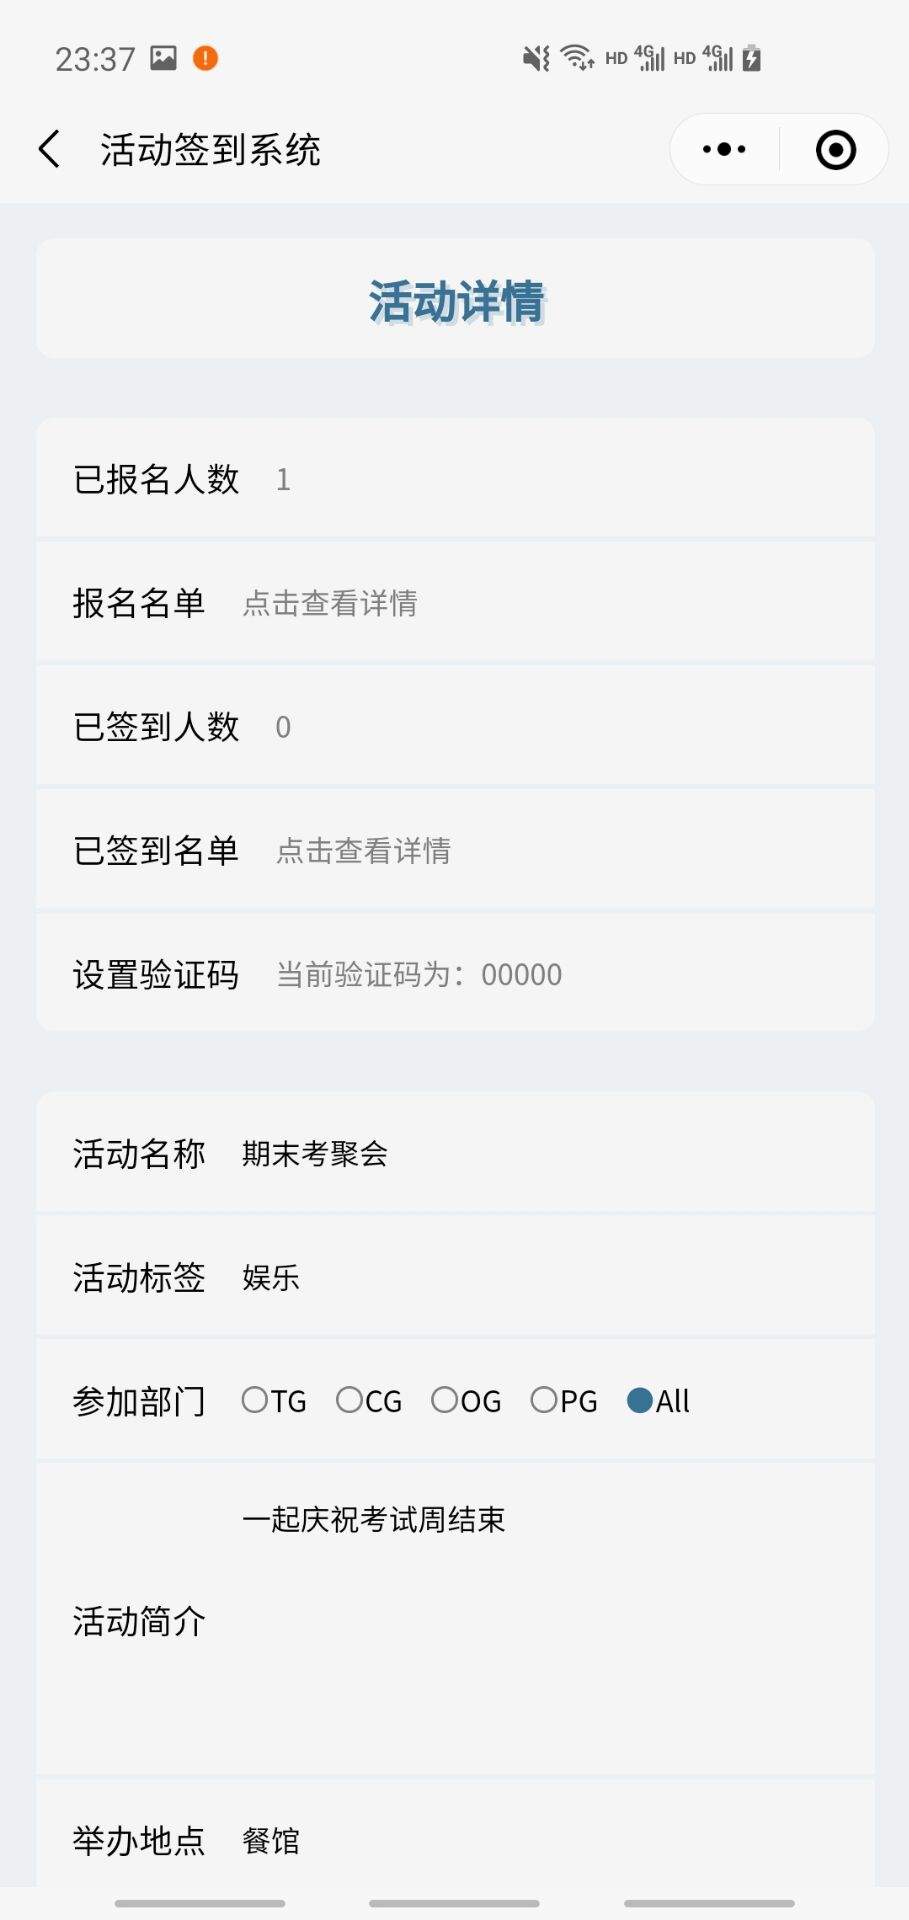 23:37 HD 4G HD 4G
活动签到系统
活动详情
已报名人数 1
报名名单 点击查看详情
已签到人数 0
已签到名单 点击查看详情
设置验证码 当前验证码为：00000
活动名称 期末考聚会
活动标签 娱乐
参加部门 TG CG OG PG All
一起庆祝考试周结束
活动简介
举办地点 餐馆